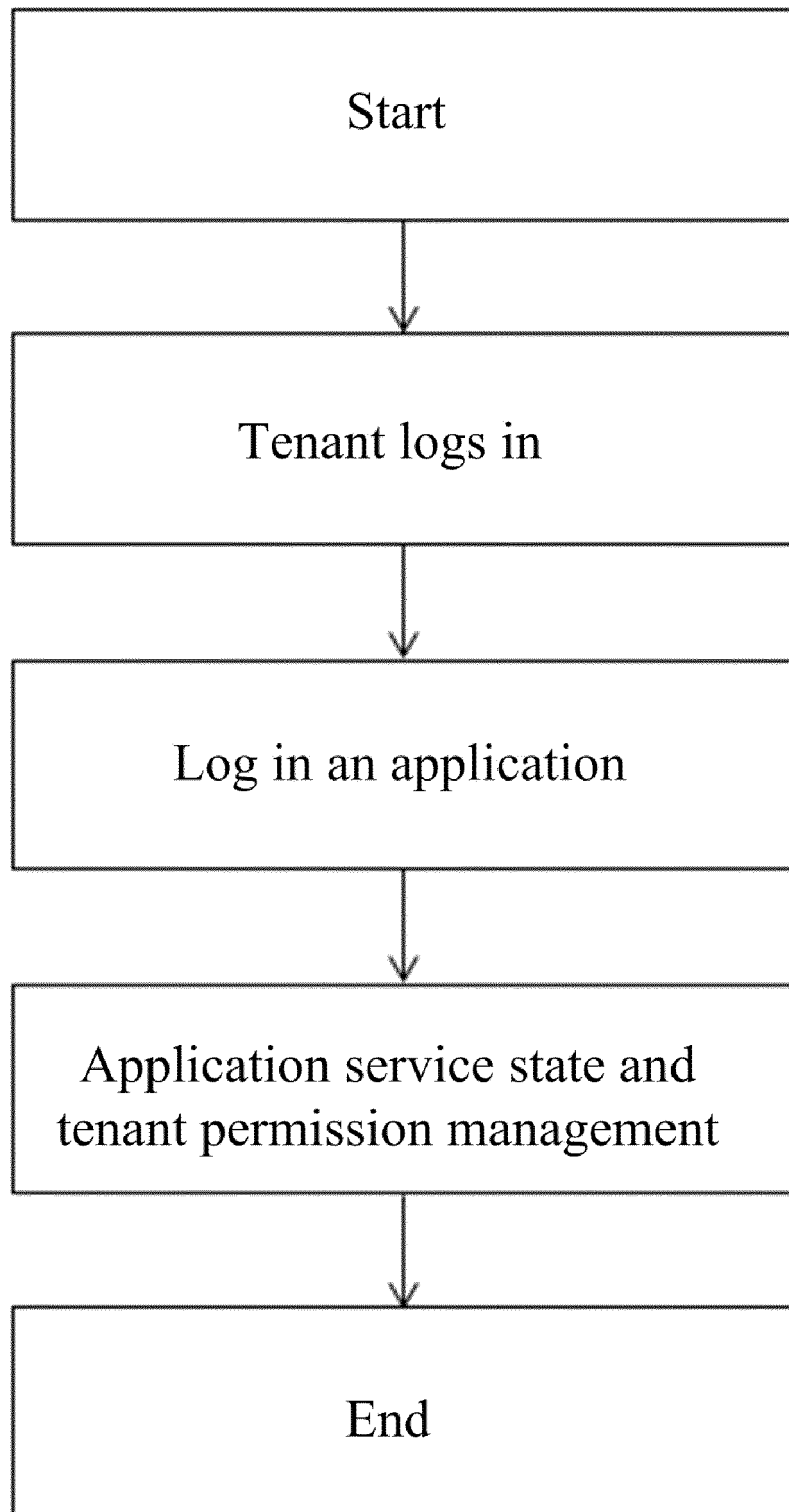 Start
Tenant logs in
Log in an application
Application service state and
tenant permission management
End